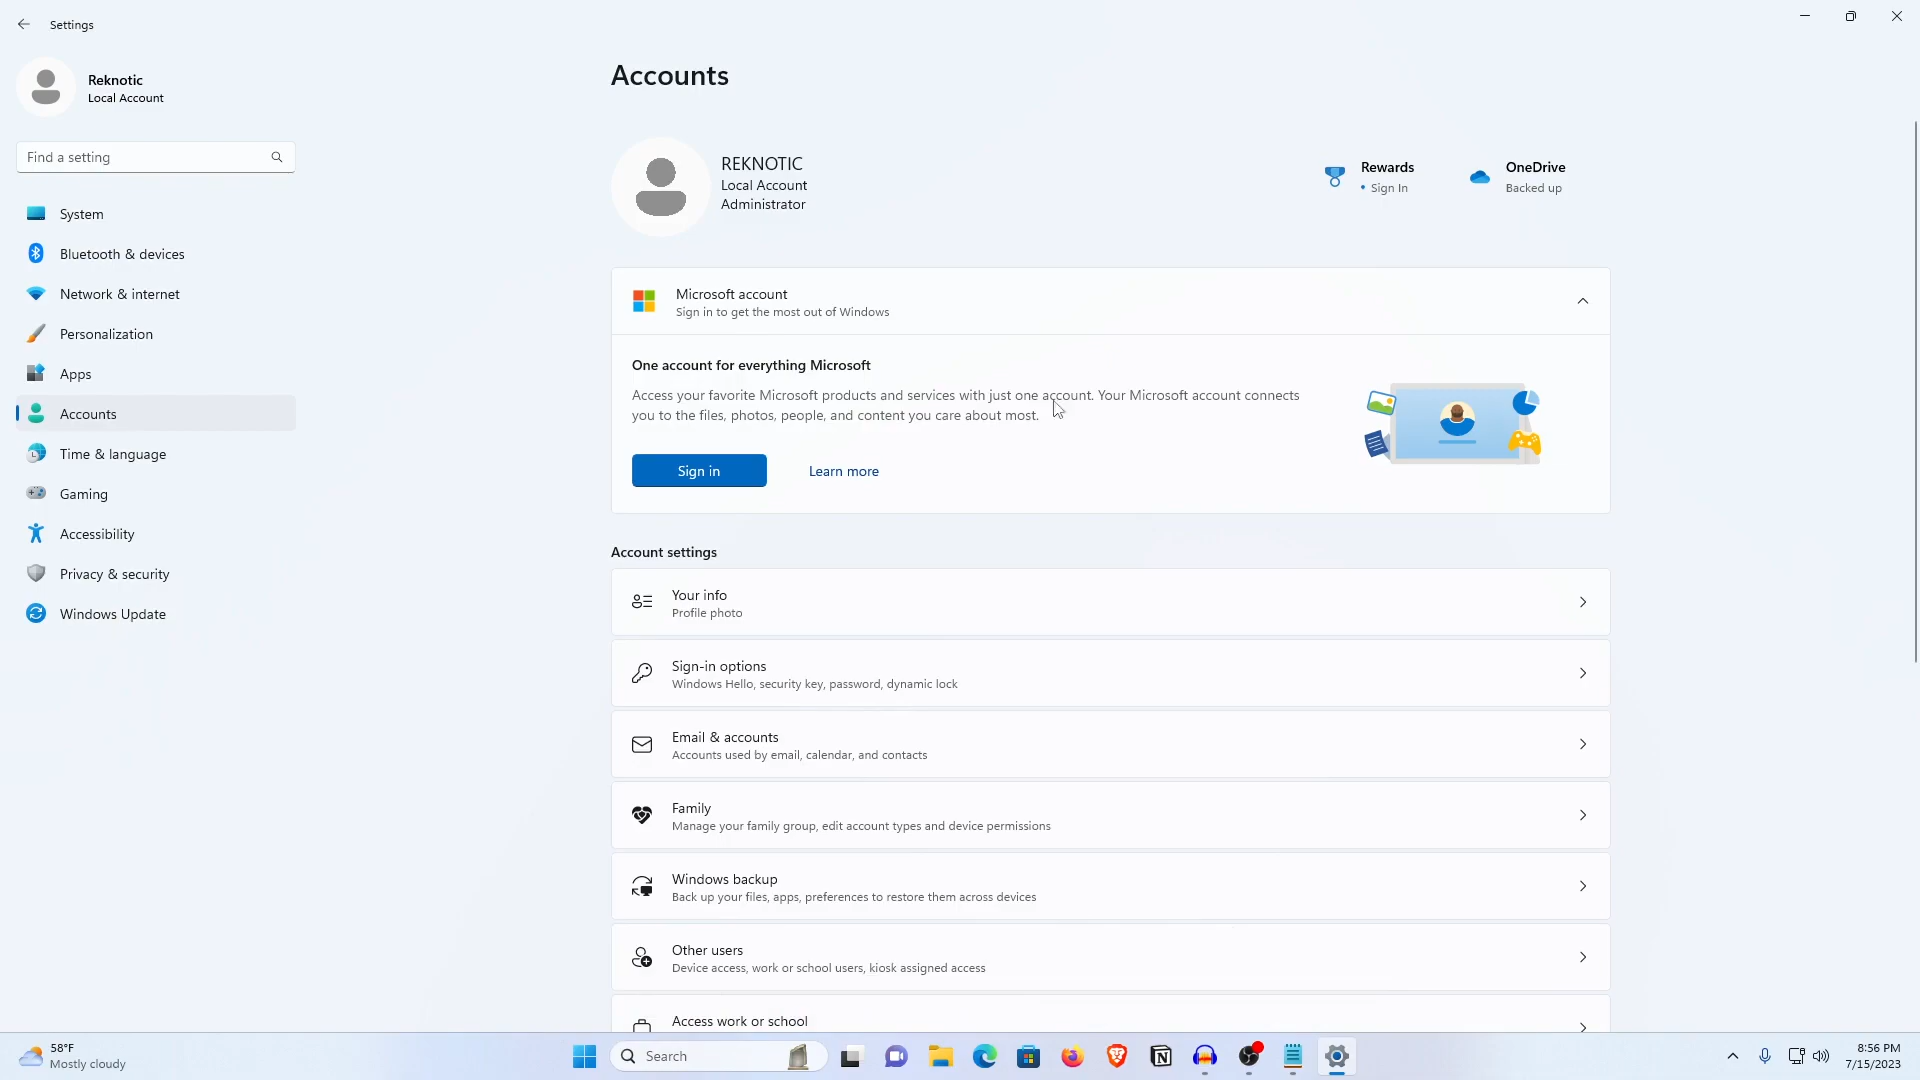 Settings
Reknotic
Local Account
Find a setting
System
Bluetooth & devices
Network & internet
Personalization
Apps
Accounts
Time & language
Gaming
Accessibility
Privacy & security
Windows Update
Accounts
REKNOTIC
Local Account
Administrator
Rewards
• Sign In
OneDrive
Backed up
Microsoft account
Sign in to get the most out of Windows
One account for everything Microsoft
Access your favorite Microsoft products and services with just one account. Your Microsoft account connects
you to the files, photos, people, and content you care about most.
Sign in
Learn more
Account settings
Your info
Profile photo
Sign-in options
Windows Hello, security key, password, dynamic lock
Email & accounts
Accounts used by email, calendar, and contacts
Family
Manage your family group, edit account types and device permissions
Windows backup
Back up your files, apps, preferences to restore them across devices
Other users
Device access, work or school users, kiosk assigned access
Access work or school
58°F
Mostly cloudy
Search
N
8:56 PM
7/15/2023